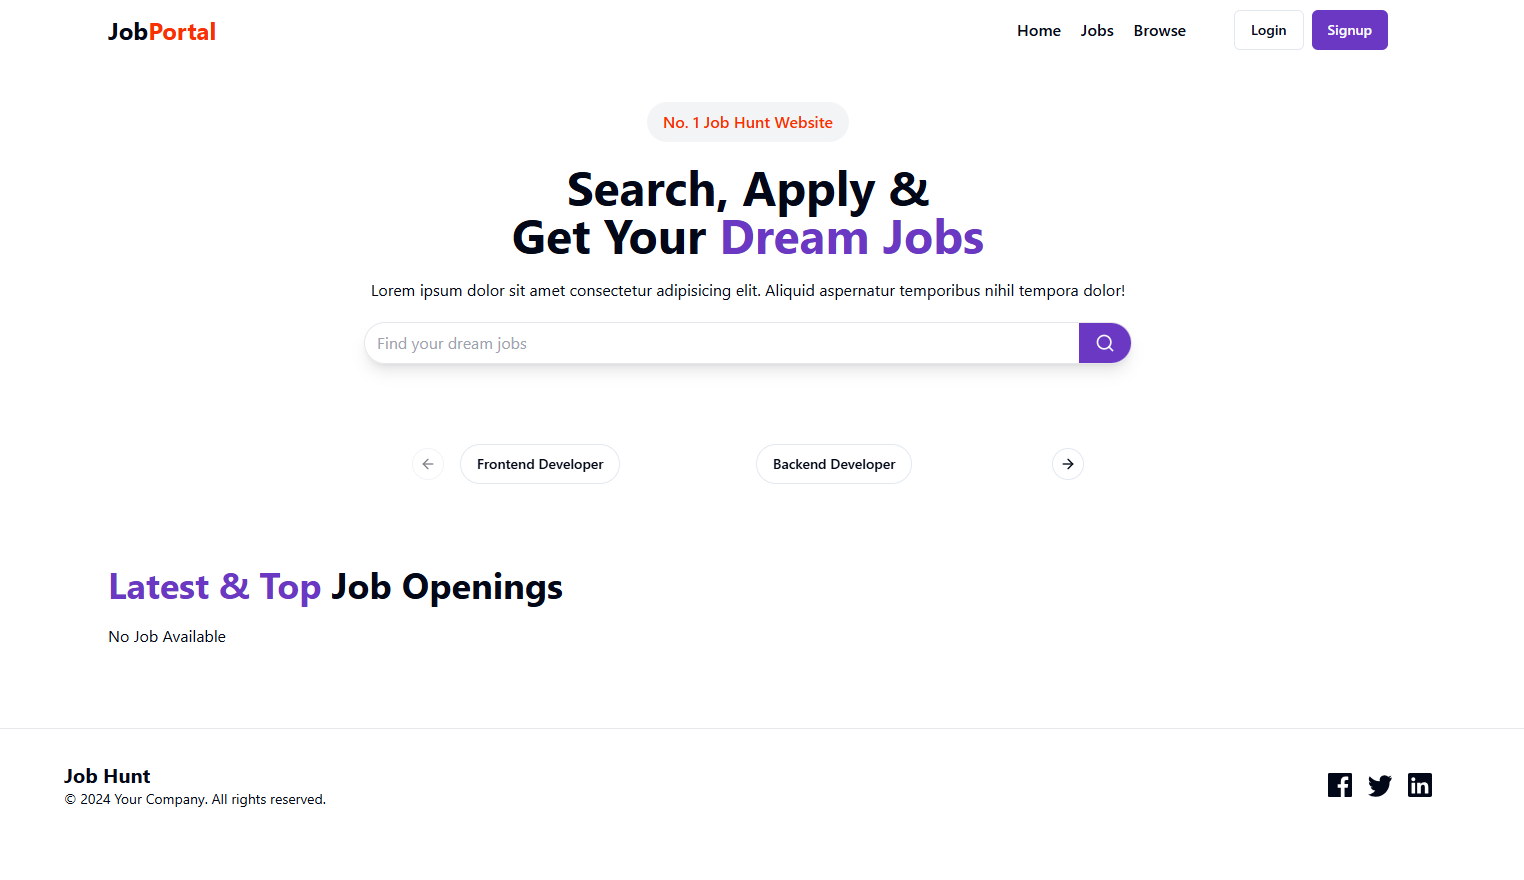 JobPortal
Home Jobs Browse Login Signup
No. 1 Job Hunt Website
Search, Apply &
Get Your Dream Jobs
Lorem ipsum dolor sit amet consectetur adipisicing elit. Aliquid aspernatur temporibus nihil tempora dolor!
Find your dream jobs
Frontend Developer Backend Developer
Latest & Top Job Openings
No Job Available
Job Hunt
© 2024 Your Company. All rights reserved.